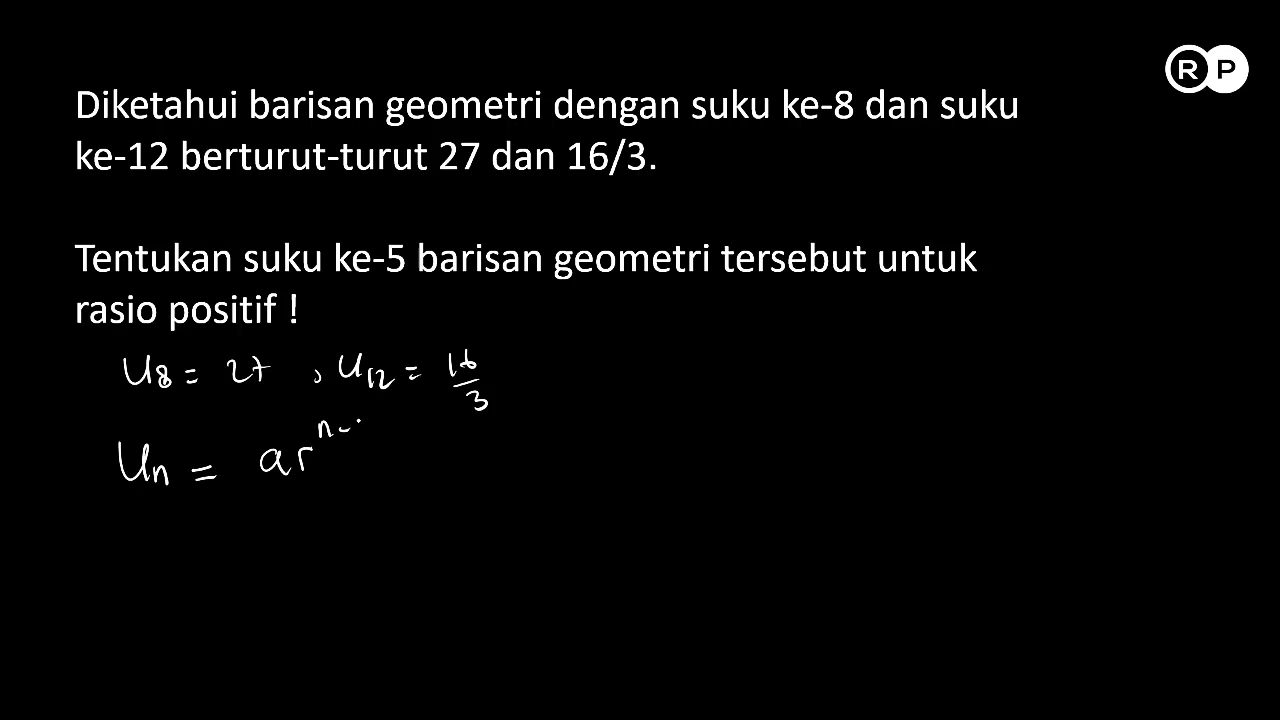 RP
Diketahui barisan geometri dengan suku ke-8 dan suku
ke-12 berturut-turut 27 dan 16/3.
Tentukan suku ke-5 barisan geometri tersebut untuk
rasio positif !
U₈ = 27 , U₁₂ = 16/3
Uₙ = arⁿ⁻